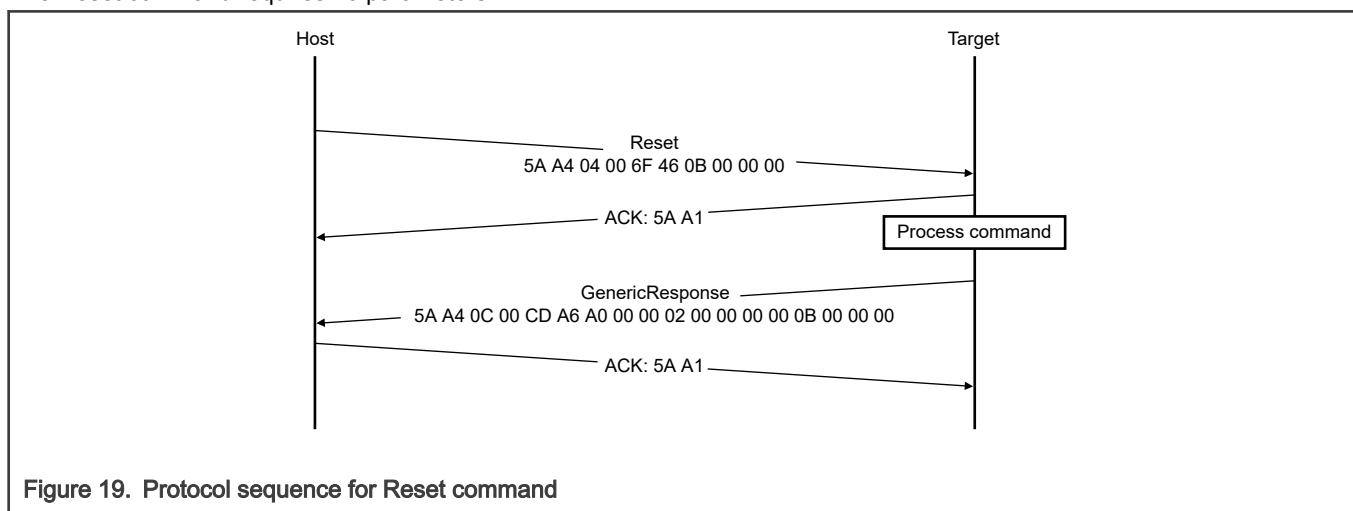 Host
Target
Reset
5A A4 04 00 6F 46 0B 00 00 00
ACK: 5A A1
Process command
GenericResponse
5A A4 0C 00 CD A6 A0 00 00 02 00 00 00 00 0B 00 00 00
ACK: 5A A1
Figure 19. Protocol sequence for Reset command